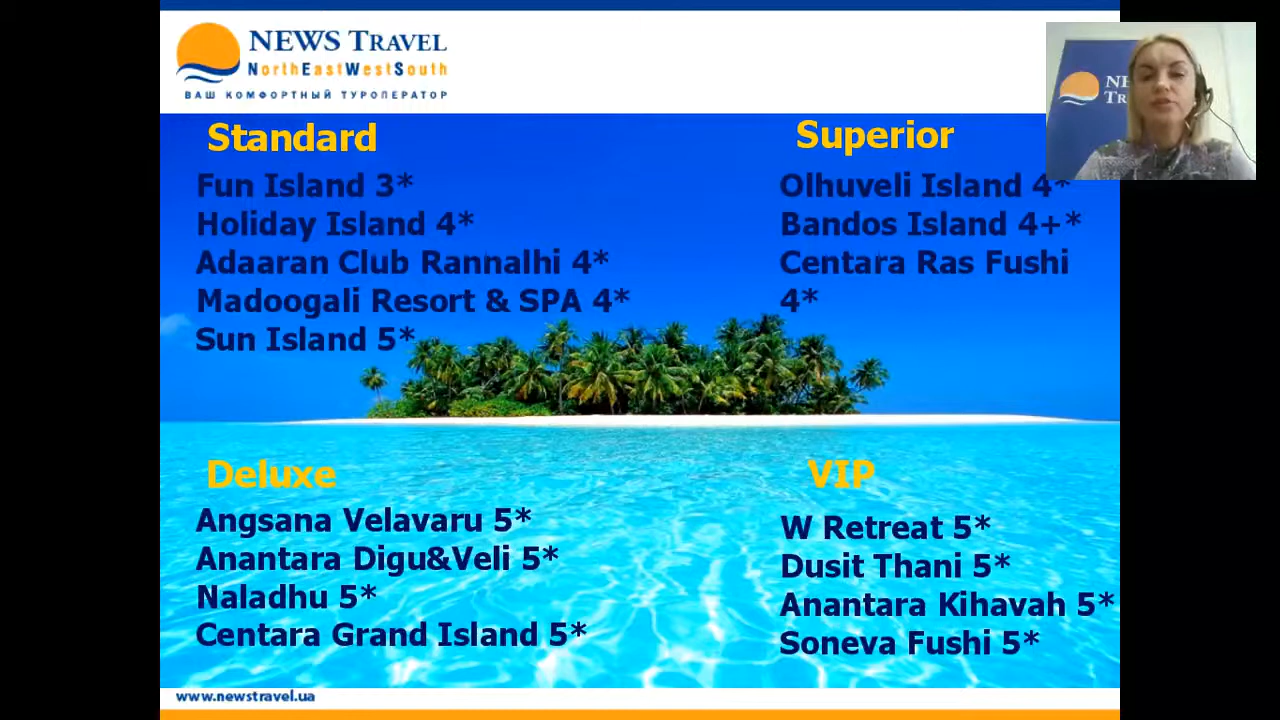 NEWS TRAVEL
NorthEastWestSouth
ВАШ КОМФОРТНЫЙ ТУРОПЕРАТОР
Standard
Fun Island 3*
Holiday Island 4*
Adaaran Club Rannalhi 4*
Madoogali Resort & SPA 4*
Sun Island 5*
Superior
Olhuveli Island 4*
Bandos Island 4+*
Centara Ras Fushi
4*
Deluxe
Angsana Velavaru 5*
Anantara Digu&Veli 5*
Naladhu 5*
Centara Grand Island 5*
VIP
W Retreat 5*
Dusit Thani 5*
Anantara Kihavah 5*
Soneva Fushi 5*
www.newstravel.ua